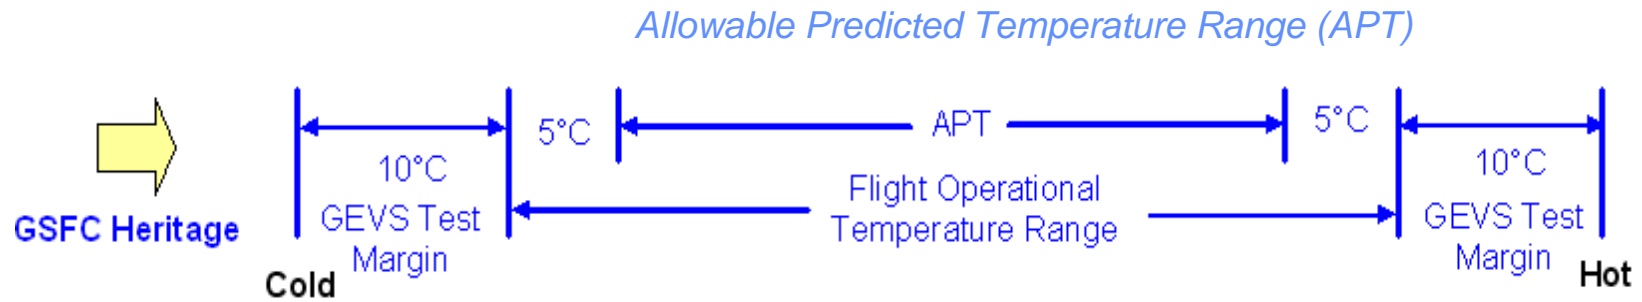 Allowable Predicted Temperature Range (APT)
5°C
APT
5°C
10°C
GEVS Test
Margin
Flight Operational
Temperature Range
10°C
GEVS Test
Margin
GSFC Heritage
Cold
Hot